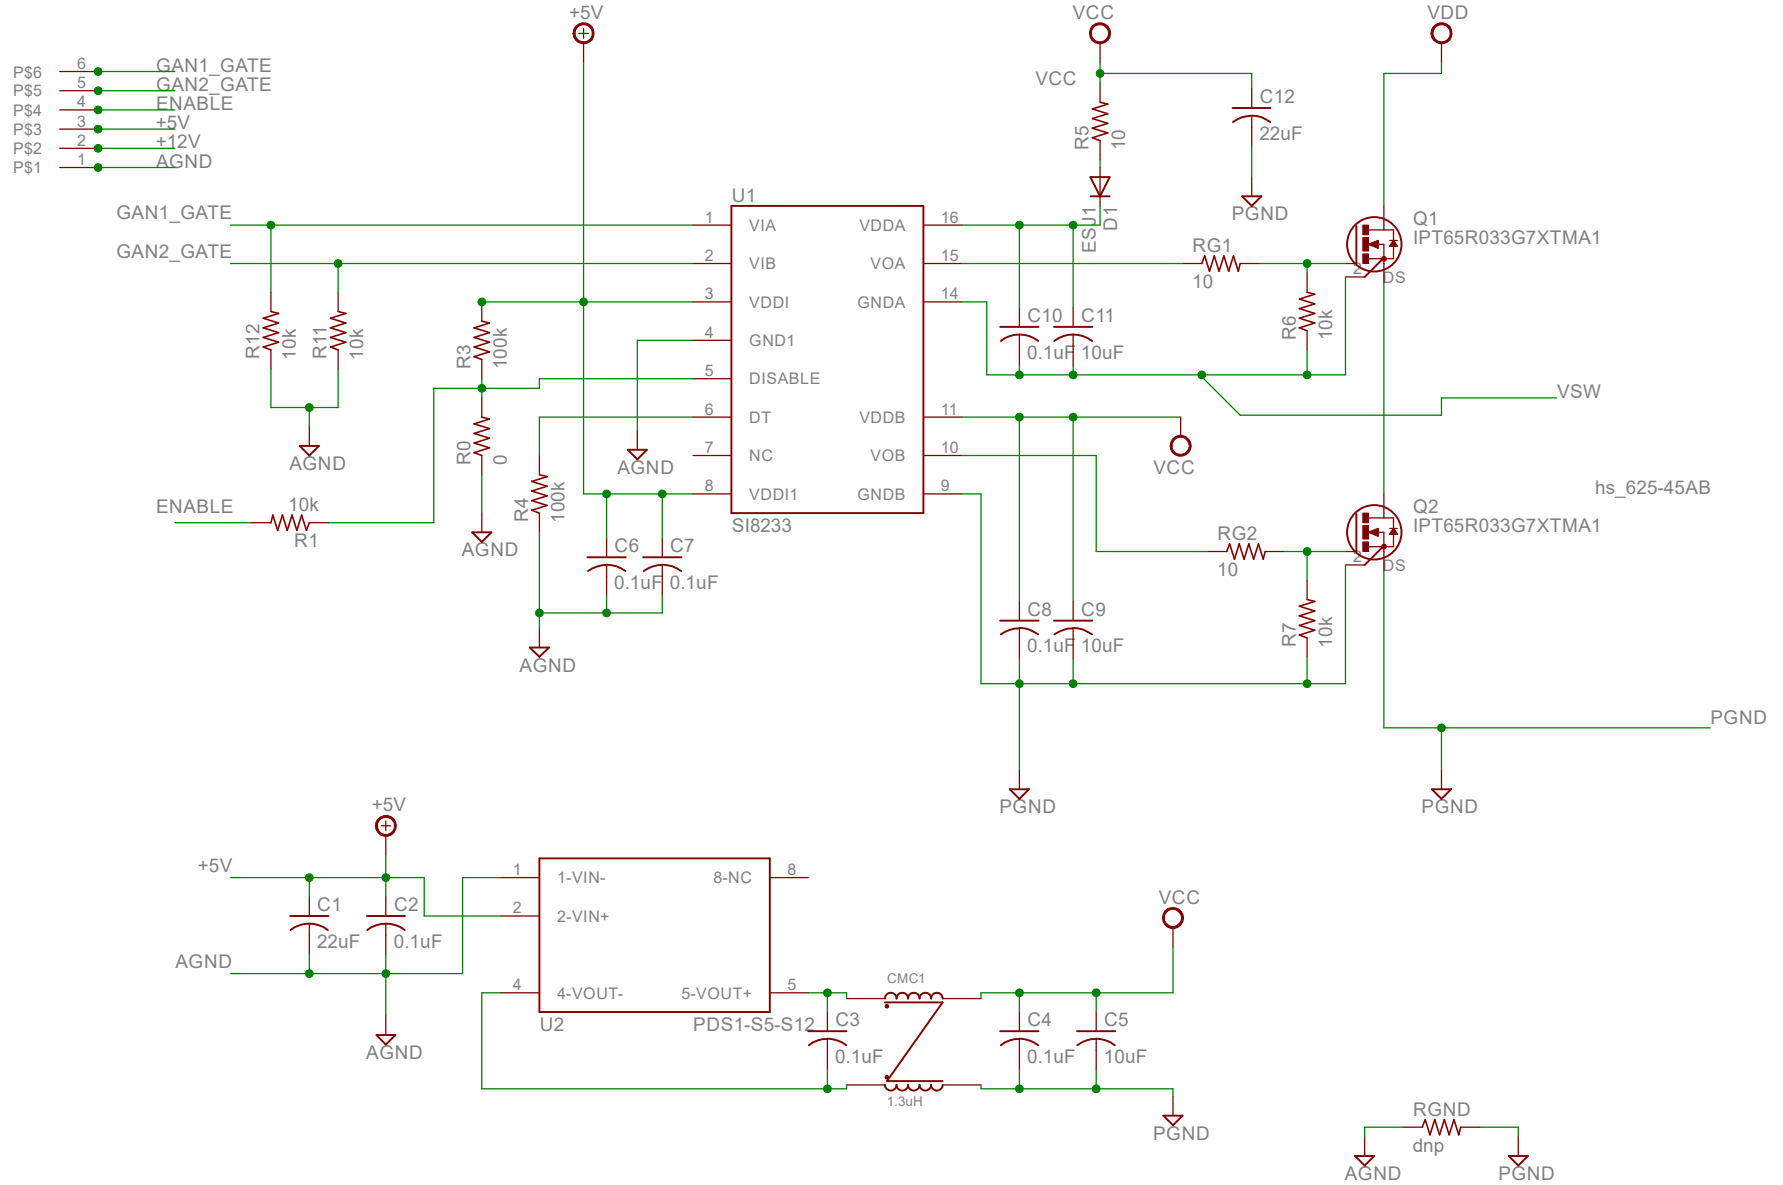 +5V
VCC
VDD
P$6 6 GAN1_GATE
P$5 5 GAN2_GATE
P$4 4 ENABLE
P$3 3 +5V
P$2 2 +12V
P$1 1 AGND
VCC
R5
10
C12
22uF
PGND
ESJ1
D1
GAN1_GATE
GAN2_GATE
R12
10k
R11
10k
AGND
ENABLE
10k
R1
R3
100k
R0
0
AGND
R4
100k
AGND
C6
0.1uF
C7
0.1uF
AGND
U1
1 VIA
2 VIB
3 VDDI
4 GND1
5 DISABLE
6 DT
7 NC
8 VDDI1
VDDA 16
VOA 15
GNDA 14
VDDB 11
VOB 10
GNDB 9
SI8233
C10
0.1uF
C11
10uF
RG1
10
R6
10k
Q1
IPT65R033G7XTMA1
2
DS
VSW
VCC
hs_625-45AB
Q2
IPT65R033G7XTMA1
2
DS
RG2
10
R7
10k
C8
0.1uF
C9
10uF
PGND
PGND
PGND
+5V
+5V
C1
22uF
C2
0.1uF
AGND
AGND
1 1-VIN-
2 2-VIN+
4 4-VOUT-
8-NC 8
5-VOUT+ 5
U2
PDS1-S5-S12
C3
0.1uF
CMC1
1.3uH
C4
0.1uF
C5
10uF
VCC
PGND
RGND
dnp
AGND
PGND